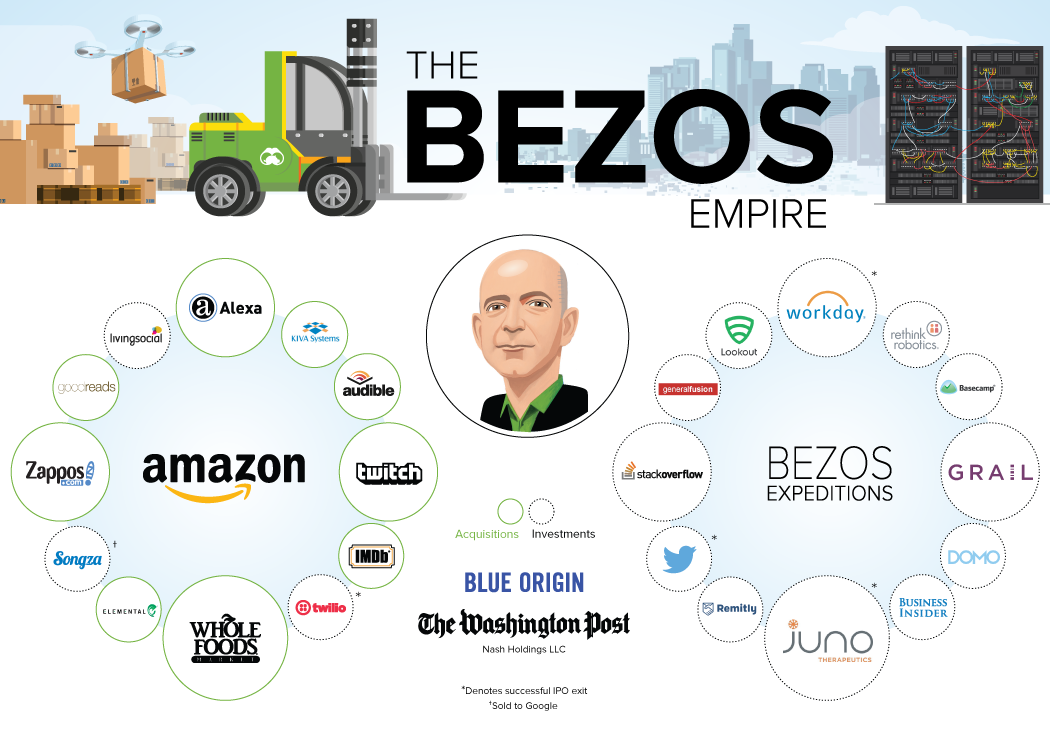 THE
BEZOS
EMPIRE
Alexa
livingsocial
KIVA Systems
goodreads
audible
Zappos
.com
amazon
twitch
Songza
†
IMDb
ELEMENTAL
twilio
*
WHOLE
FOODS
MARKET
Acquisitions
Investments
BLUE ORIGIN
The Washington Post
Nash Holdings LLC
*Denotes successful IPO exit
†Sold to Google
workday.
*
Lookout
rethink
robotics.
generalfusion
Basecamp
stackoverflow
BEZOS
EXPEDITIONS
GRAIL
*
DOMO
Remitly
*
BUSINESS
INSIDER
juno
THERAPEUTICS